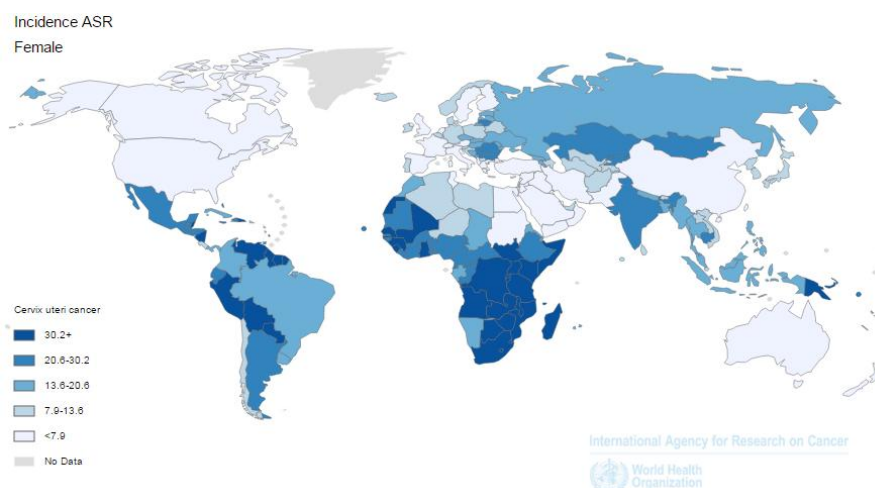 Incidence ASR
Female
Cervix uteri cancer
30.2+
20.6-30.2
13.6-20.6
7.9-13.6
<7.9
No Data
International Agency for Research on Cancer
World Health
Organization